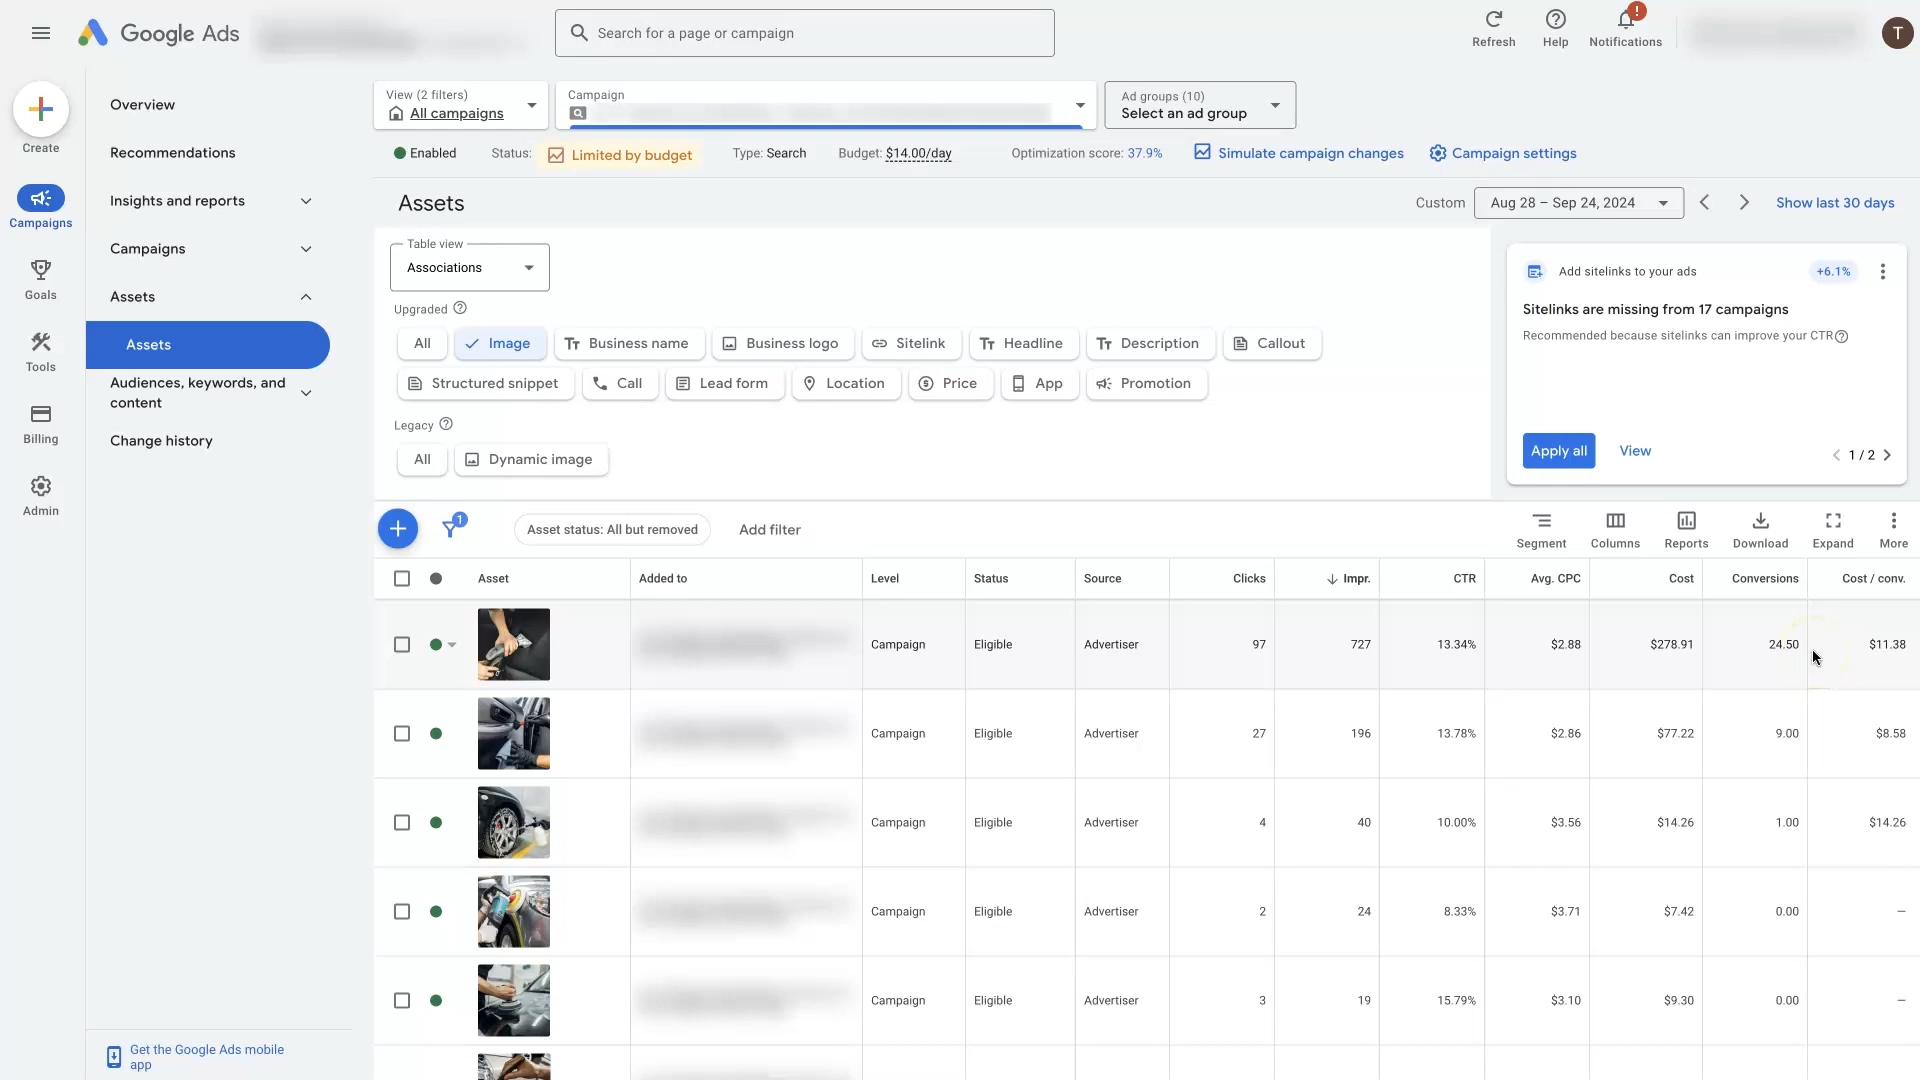 Google Ads
Search for a page or campaign
Refresh
Help
!
Notifications
T
Create
Campaigns
Goals
Tools
Billing
Admin
Overview
Recommendations
Insights and reports
Campaigns
Assets
Assets
Audiences, keywords, and
content
Change history
Get the Google Ads mobile
app
View (2 filters)
All campaigns
Campaign
Ad groups (10)
Select an ad group
Enabled Status: Limited by budget Type: Search Budget: $14.00/day Optimization score: 37.9% Simulate campaign changes Campaign settings
Assets
Custom Aug 28 – Sep 24, 2024 Show last 30 days
Table view
Associations
Upgraded
All Image Business name Business logo Sitelink Headline Description Callout
Structured snippet Call Lead form Location Price App Promotion
Legacy
All Dynamic image
Add sitelinks to your ads +6.1%
Sitelinks are missing from 17 campaigns
Recommended because sitelinks can improve your CTR
Apply all View 1 / 2
1
Asset status: All but removed Add filter
Segment Columns Reports Download Expand More
Asset Added to Level Status Source Clicks Impr. CTR Avg. CPC Cost Conversions Cost / conv.
Campaign Eligible Advertiser 97 727 13.34% $2.88 $278.91 24.50 $11.38
Campaign Eligible Advertiser 27 196 13.78% $2.86 $77.22 9.00 $8.58
Campaign Eligible Advertiser 4 40 10.00% $3.56 $14.26 1.00 $14.26
Campaign Eligible Advertiser 2 24 8.33% $3.71 $7.42 0.00 —
Campaign Eligible Advertiser 3 19 15.79% $3.10 $9.30 0.00 —